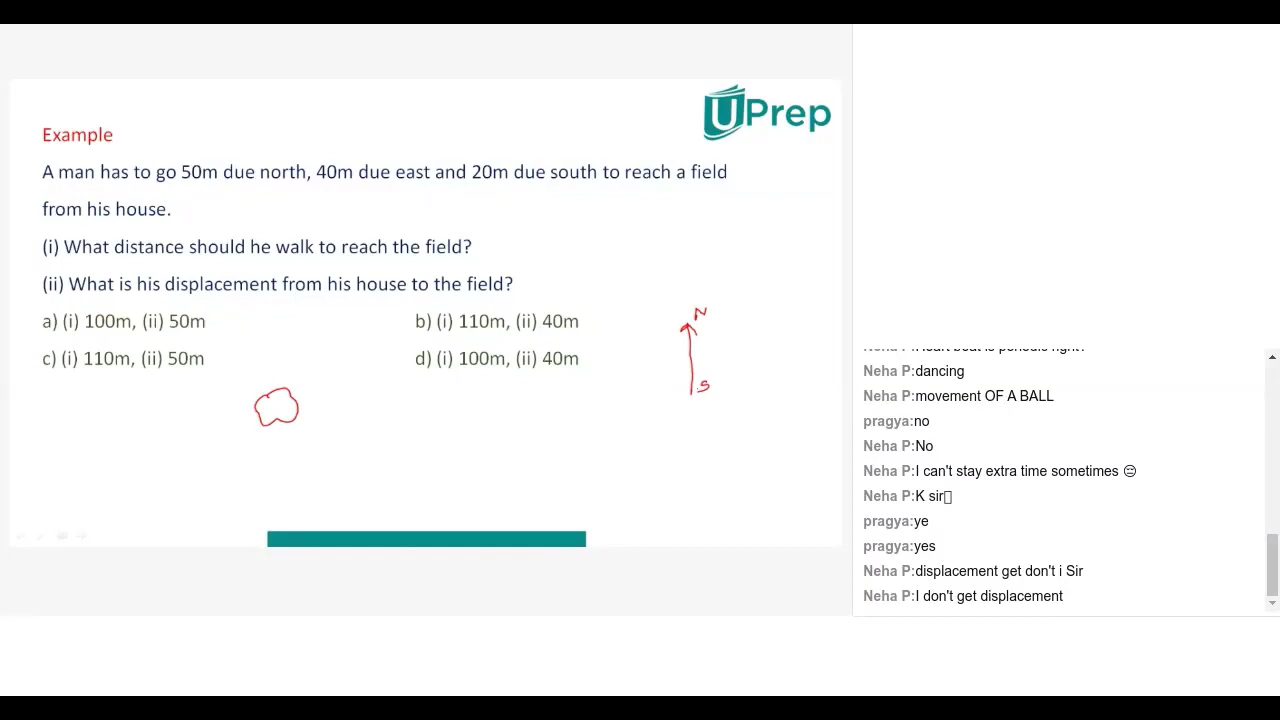 UPrep
Example
A man has to go 50m due north, 40m due east and 20m due south to reach a field
from his house.
(i) What distance should he walk to reach the field?
(ii) What is his displacement from his house to the field?
a) (i) 100m, (ii) 50m
b) (i) 110m, (ii) 40m
c) (i) 110m, (ii) 50m
d) (i) 100m, (ii) 40m
N
S
Neha P:dancing
Neha P:movement OF A BALL
pragya:no
Neha P:No
Neha P:I can't stay extra time sometimes 😔
Neha P:K sir
pragya:ye
pragya:yes
Neha P:displacement get don't i Sir
Neha P:I don't get displacement